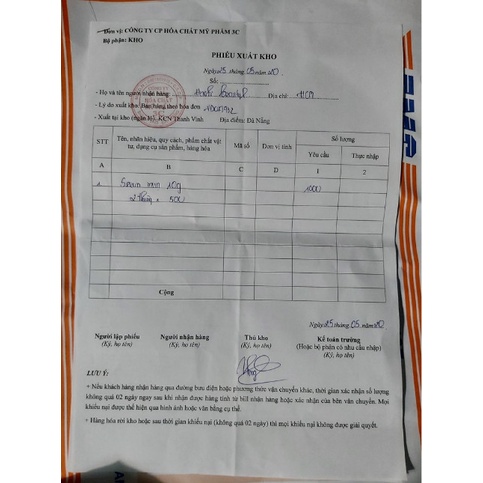 Đơn vị: CÔNG TY CP HÓA CHẤT MỸ PHẨM 3C
Bộ phận: KHO
PHIẾU XUẤT KHO
Ngày 25 tháng 05 năm 20
Số:
- Họ và tên người nhận hàng Địa chỉ: HCM
- Lý do xuất kho: Bán hàng theo hóa đơn
- Xuất tại kho (ngăn lô): KCN Thanh Vinh Địa điểm: Đà Nẵng
STT Tên, nhãn hiệu, quy cách, phẩm chất vật tư, dụng cụ sản phẩm, hàng hóa Mã số Đơn vị tính Số lượng
Yêu cầu Thực nhập
A B C D 1 2
1 10g 1000
2 thùng x 500
Cộng
Ngày 25 tháng 05 năm 20
Người lập phiếu Người nhận hàng Thủ kho Kế toán trưởng
(Ký, họ tên) (Ký, họ tên) (Ký, họ tên) (Hoặc bộ phận có nhu cầu nhập)
(Ký, họ tên)
LƯU Ý:
+ Nếu khách hàng nhận hàng qua đường bưu điện hoặc phương thức vận chuyển khác, thời gian xác nhận số lượng
không quá 02 ngày ngay sau khi nhận được hàng tính từ bill nhận hàng hoặc xác nhận của bên vận chuyển. Mọi
khiếu nại được thể hiện qua hình ảnh hoặc văn bằng cụ thể.
+ Hàng hóa rời kho hoặc sau thời gian khiếu nại (không quá 02 ngày) thì mọi khiếu nại không được giải quyết.